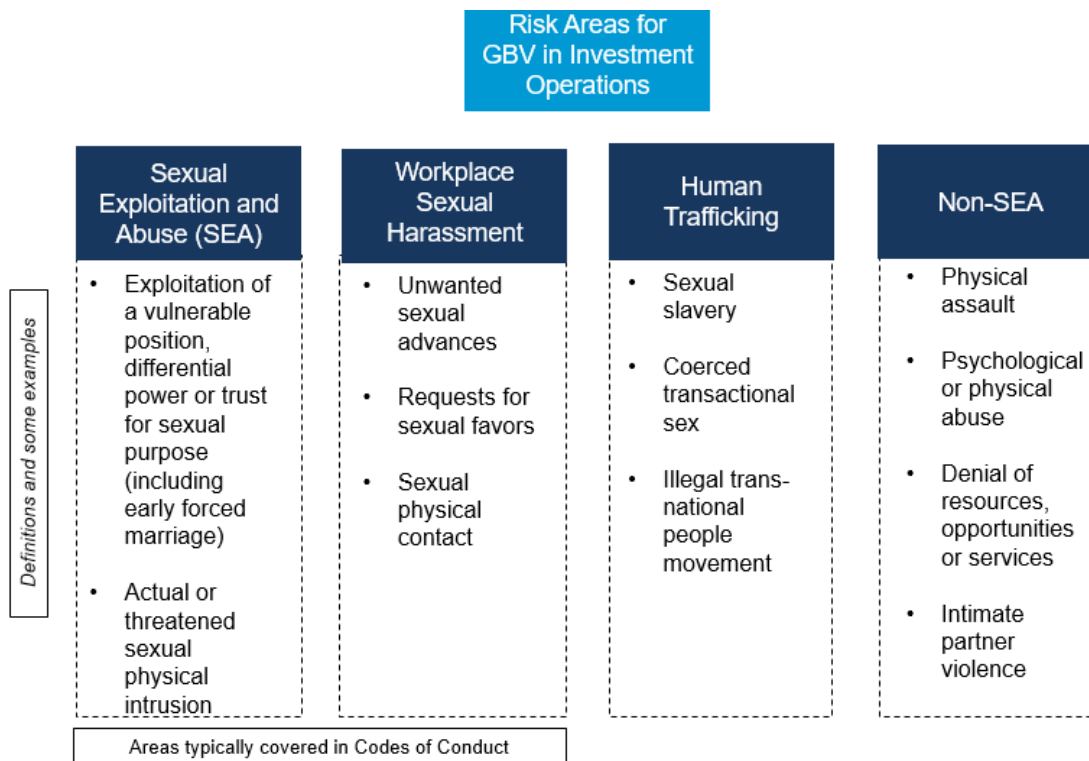 Risk Areas for
GBV in Investment
Operations
Sexual
Exploitation and
Abuse (SEA)
Workplace
Sexual
Harassment
Human
Trafficking
Non-SEA
Definitions and some examples
• Exploitation of
a vulnerable
position,
differential
power or trust
for sexual
purpose
(including
early forced
marriage)
• Actual or
threatened
sexual
physical
intrusion
• Unwanted
sexual
advances
• Requests for
sexual favors
• Sexual
physical
contact
• Sexual
slavery
• Coerced
transactional
sex
• Illegal trans-
national
people
movement
• Physical
assault
• Psychological
or physical
abuse
• Denial of
resources,
opportunities
or services
• Intimate
partner
violence
Areas typically covered in Codes of Conduct